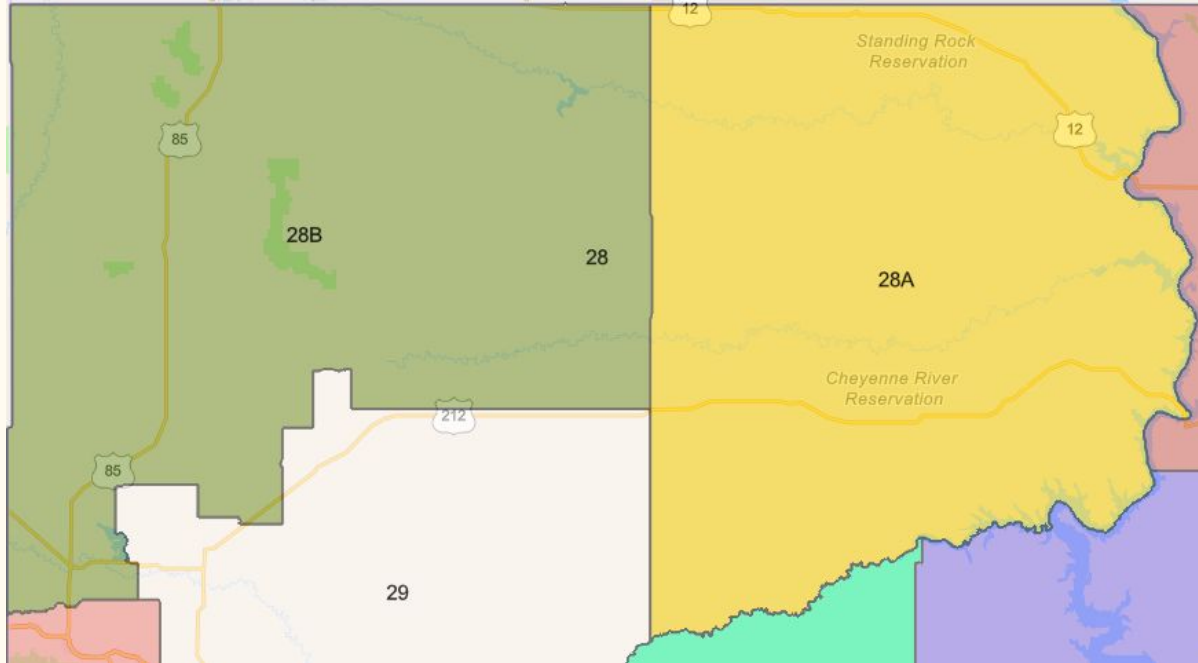 12
Standing Rock
Reservation
85
12
28B
28
28A
Cheyenne River
Reservation
212
85
29